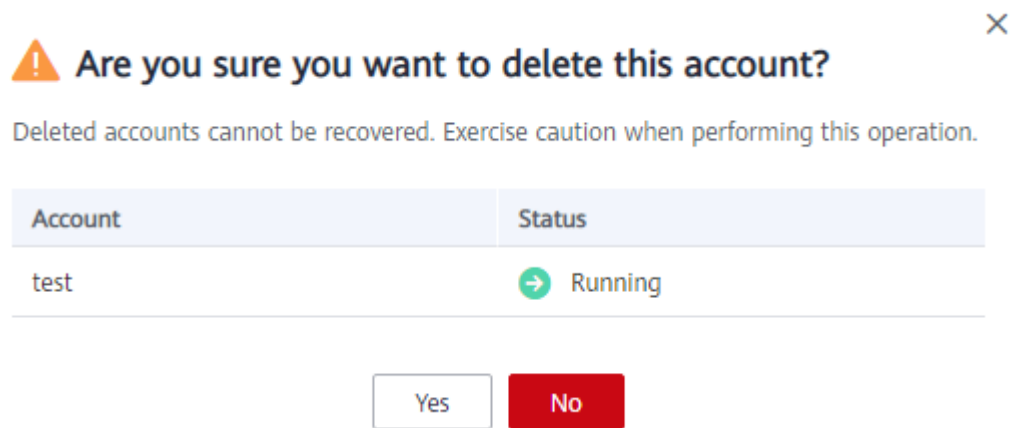 Are you sure you want to delete this account?
Deleted accounts cannot be recovered. Exercise caution when performing this operation.
Account Status
test Running
Yes No